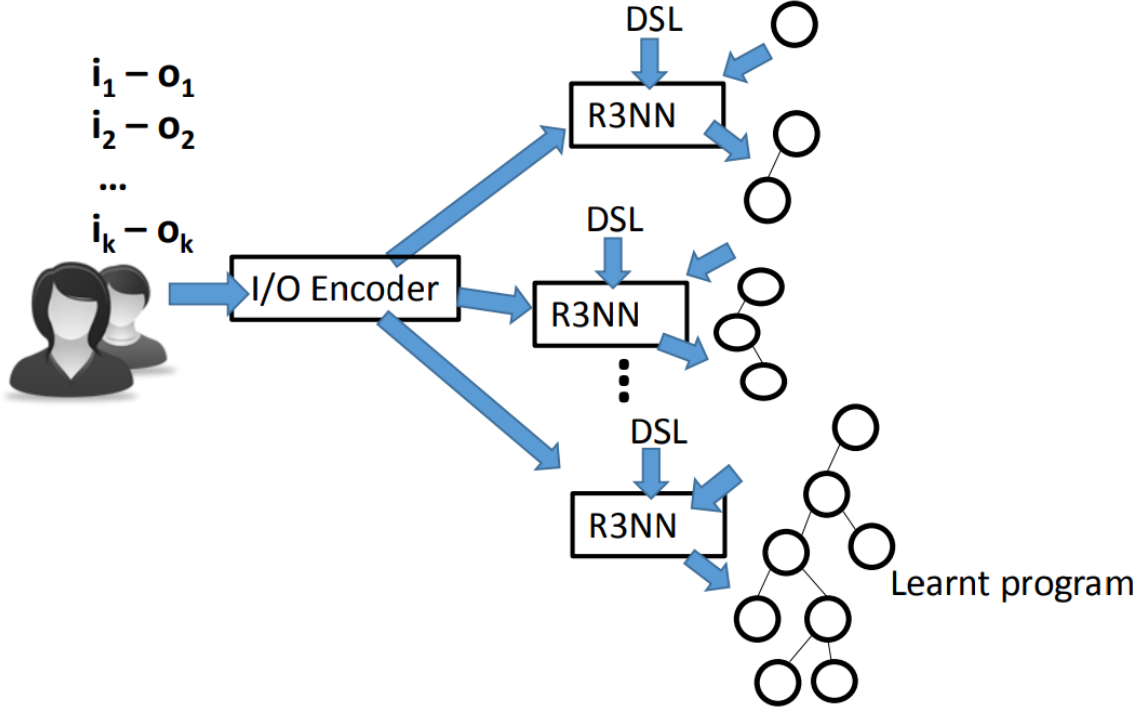 i₁ – o₁
i₂ – o₂
...
iₖ – oₖ
I/O Encoder
DSL
R3NN
DSL
R3NN
DSL
R3NN
Learnt program